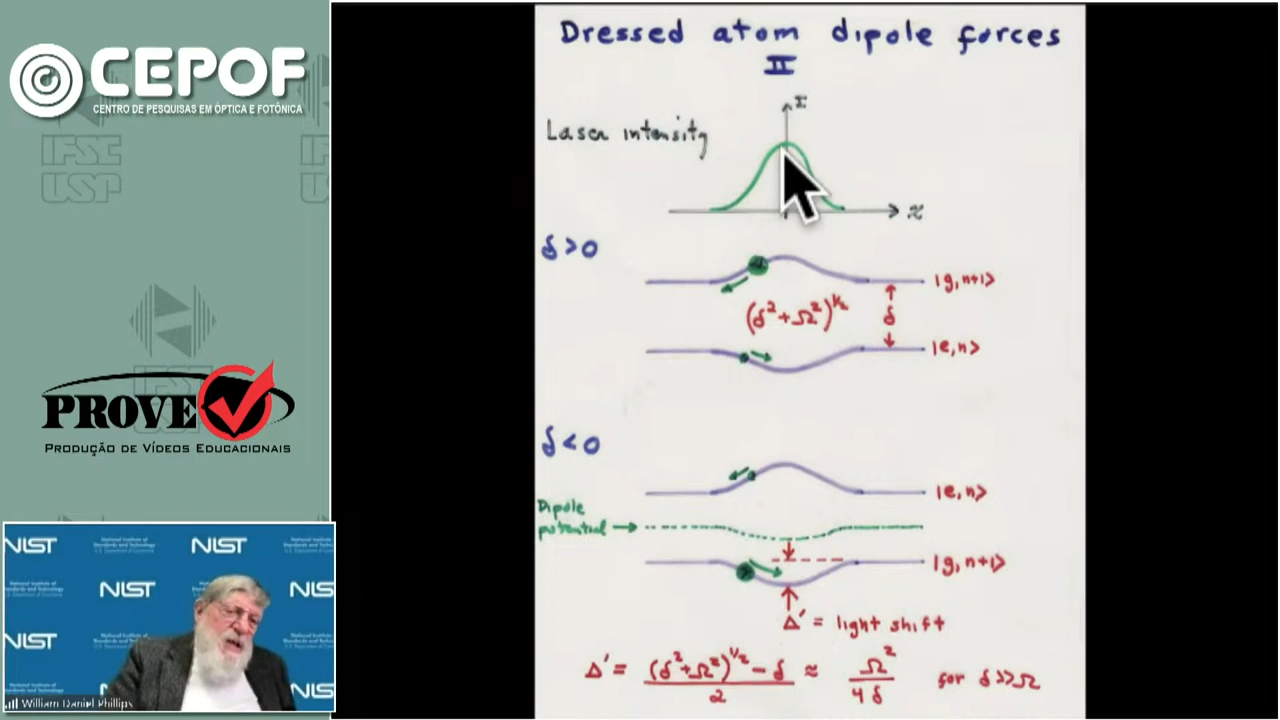 CEPOF
CENTRO DE PESQUISAS EM ÓPTICA E FOTÔNICA
IFSC
USP
PROVE
PRODUÇÃO DE VÍDEOS EDUCACIONAIS
NIST
NIST
NIST
NIST
William Daniel Phillips
Dressed atom dipole forces
II
Laser intensity
I
x
δ>0
|g,n+1>
(δ²+Ω²)^1/2
δ
|e,n>
δ<0
|e,n>
Dipole
potential →
|g,n+1>
Δ' = light shift
Δ' = (δ²+Ω²)^1/2 - δ / 2 ≈ Ω² / 4δ for δ>>Ω